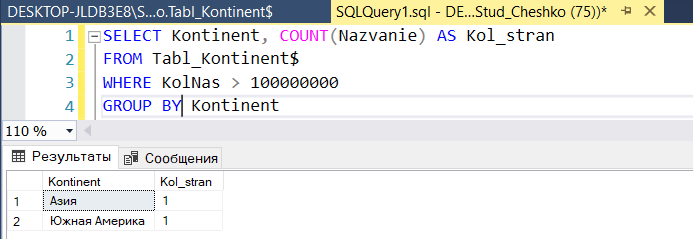 DESKTOP-JLDB3E8\S...o.Tabl_Kontinent$ SQLQuery1.sql - DE...Stud_Cheshko (75))*
1 SELECT Kontinent, COUNT(Nazvanie) AS Kol_stran
2 FROM Tabl_Kontinent$
3 WHERE KolNas > 100000000
4 GROUP BY Kontinent
110 %
Результаты Сообщения
Kontinent Kol_stran
1 Азия 1
2 Южная Америка 1